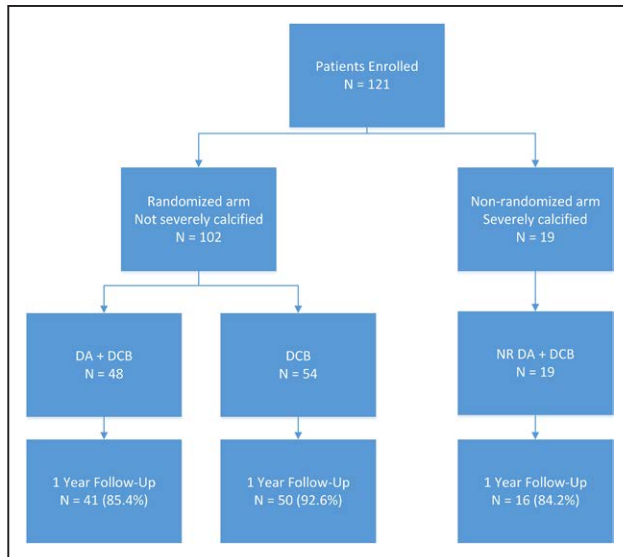 Patients Enrolled
N = 121
Randomized arm
Not severely calcified
N = 102
Non-randomized arm
Severely calcified
N = 19
DA + DCB
N = 48
DCB
N = 54
NR DA + DCB
N = 19
1 Year Follow-Up
N = 41 (85.4%)
1 Year Follow-Up
N = 50 (92.6%)
1 Year Follow-Up
N = 16 (84.2%)